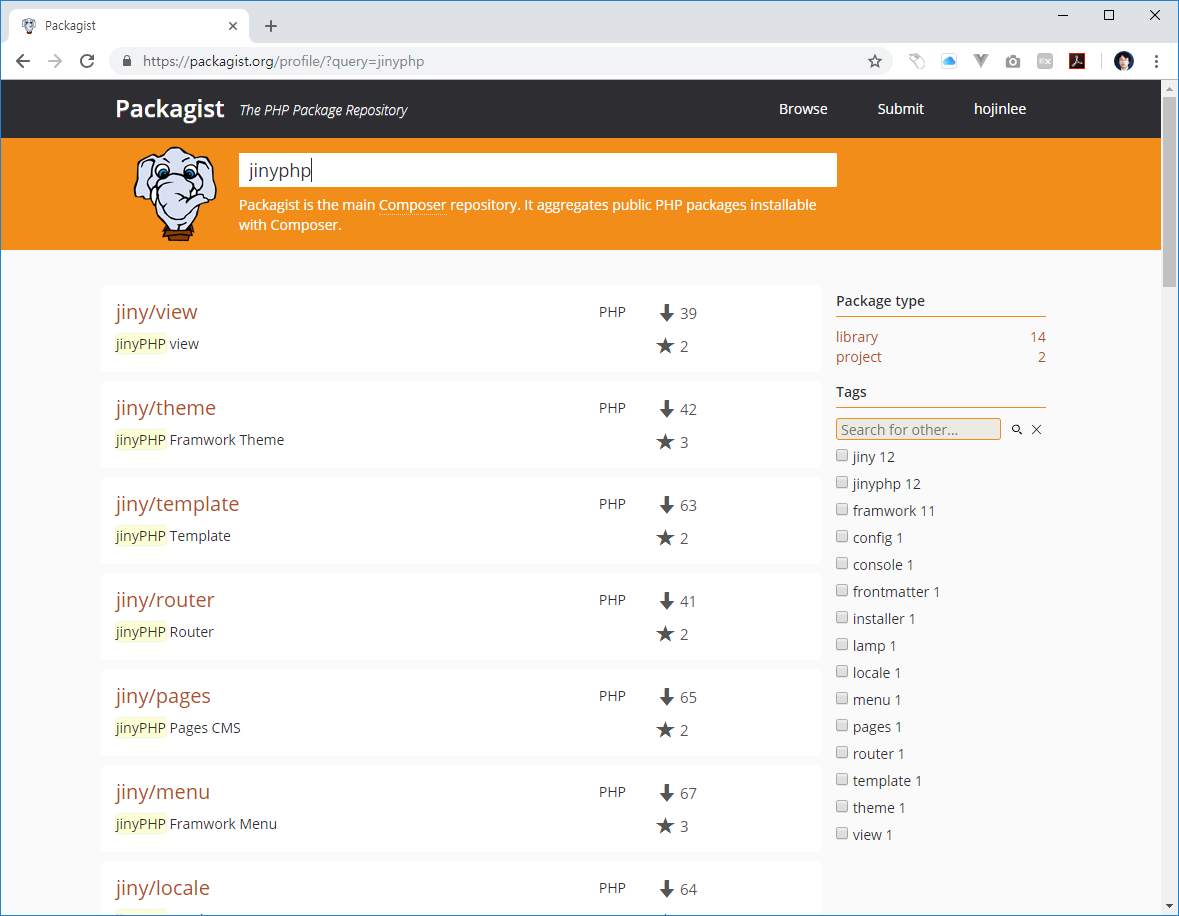 Packagist
https://packagist.org/profile/?query=jinyphp
Packagist The PHP Package Repository Browse Submit hojinlee
jinyphp
Packagist is the main Composer repository. It aggregates public PHP packages installable
with Composer.
jiny/view PHP 39
jinyPHP view 2
jiny/theme PHP 42
jinyPHP Framwork Theme 3
jiny/template PHP 63
jinyPHP Template 2
jiny/router PHP 41
jinyPHP Router 2
jiny/pages PHP 65
jinyPHP Pages CMS 2
jiny/menu PHP 67
jinyPHP Framwork Menu 3
jiny/locale PHP 64
Package type
library 14
project 2
Tags
Search for other...
jiny 12
jinyphp 12
framwork 11
config 1
console 1
frontmatter 1
installer 1
lamp 1
locale 1
menu 1
pages 1
router 1
template 1
theme 1
view 1